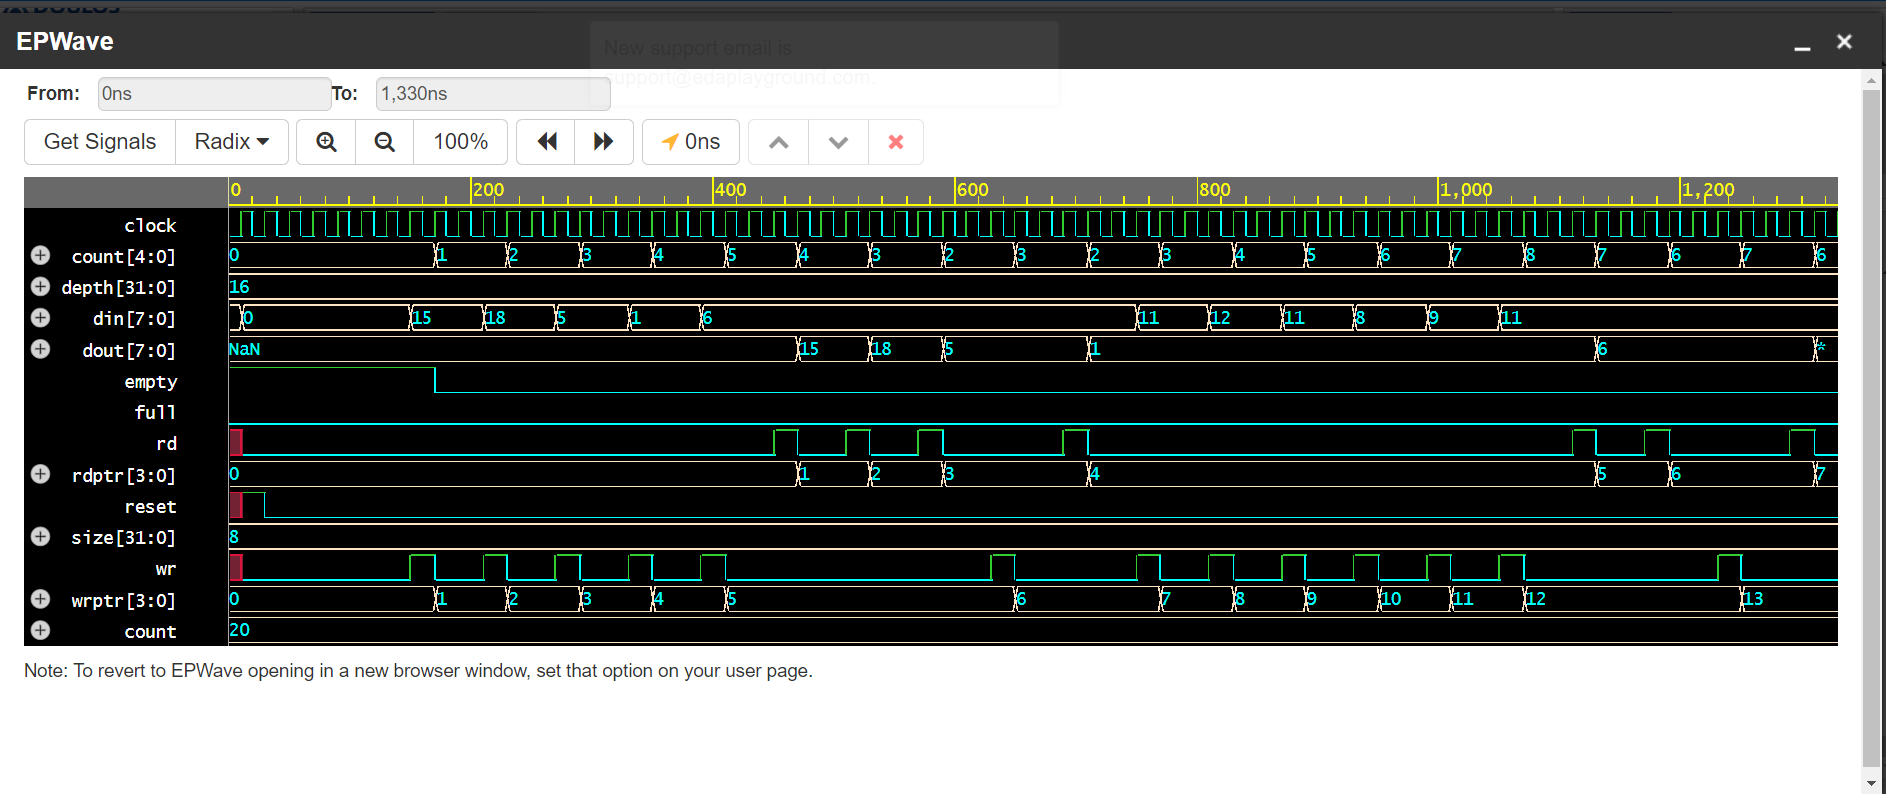 DOULOS
EPWave
New support email is
support@edaplayground.com.
From: 0ns To: 1,330ns
Get Signals Radix 100% 0ns
0 200 400 600 800 1,000 1,200
clock
count[4:0] 0 1 2 3 4 5 4 3 2 3 2 3 4 5 6 7 8 7 6 7 6
depth[31:0] 16
din[7:0] 0 15 18 5 1 6 11 12 11 8 9 11
dout[7:0] NaN 15 18 5 1 6 *
empty
full
rd
rdptr[3:0] 0 1 2 3 4 5 6 7
reset
size[31:0] 8
wr
wrptr[3:0] 0 1 2 3 4 5 6 7 8 9 10 11 12 13
count 20
Note: To revert to EPWave opening in a new browser window, set that option on your user page.